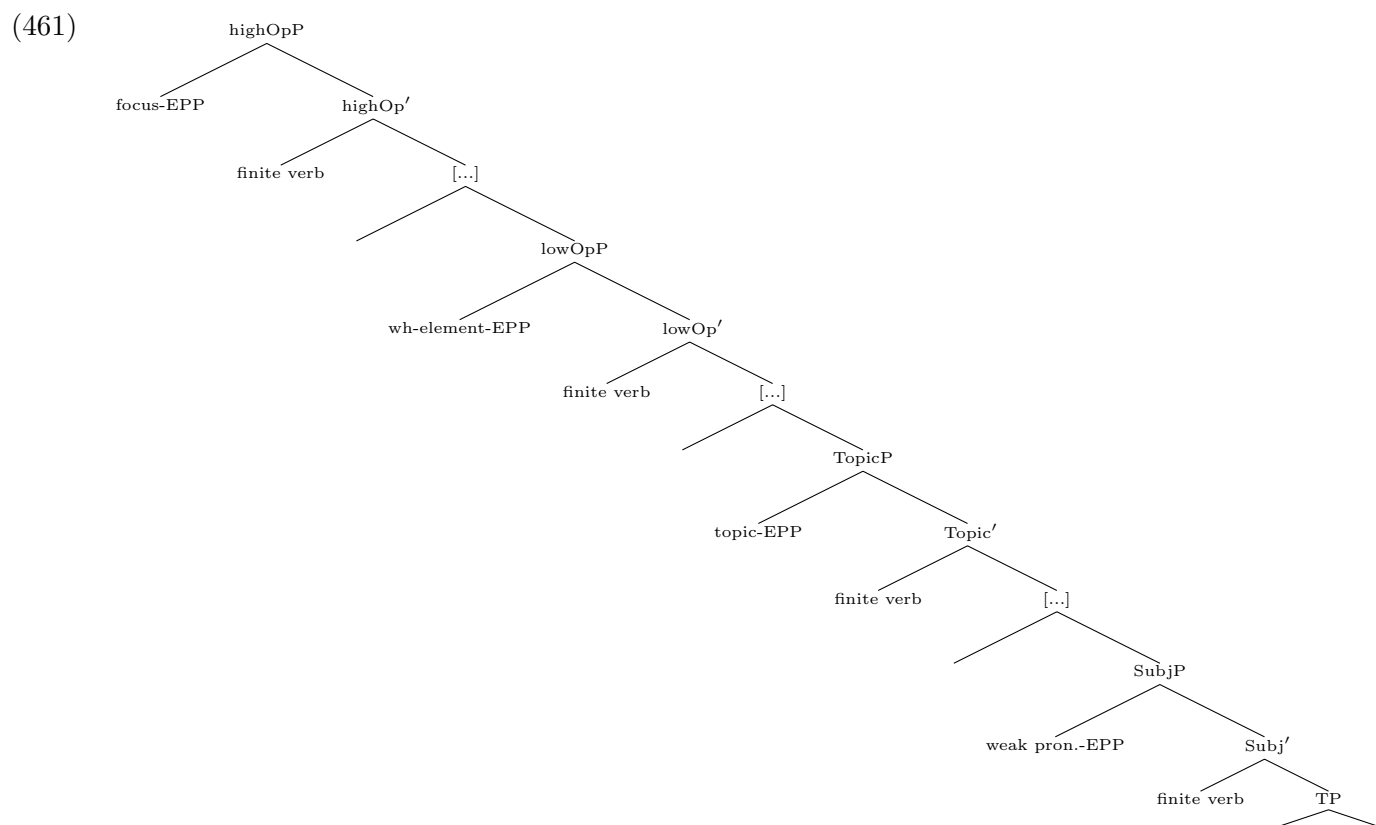 (461)
highOpP
focus-EPP highOp′
finite verb [...]
lowOpP
wh-element-EPP lowOp′
finite verb [...]
TopicP
topic-EPP Topic′
finite verb [...]
SubjP
weak pron.-EPP Subj′
finite verb TP